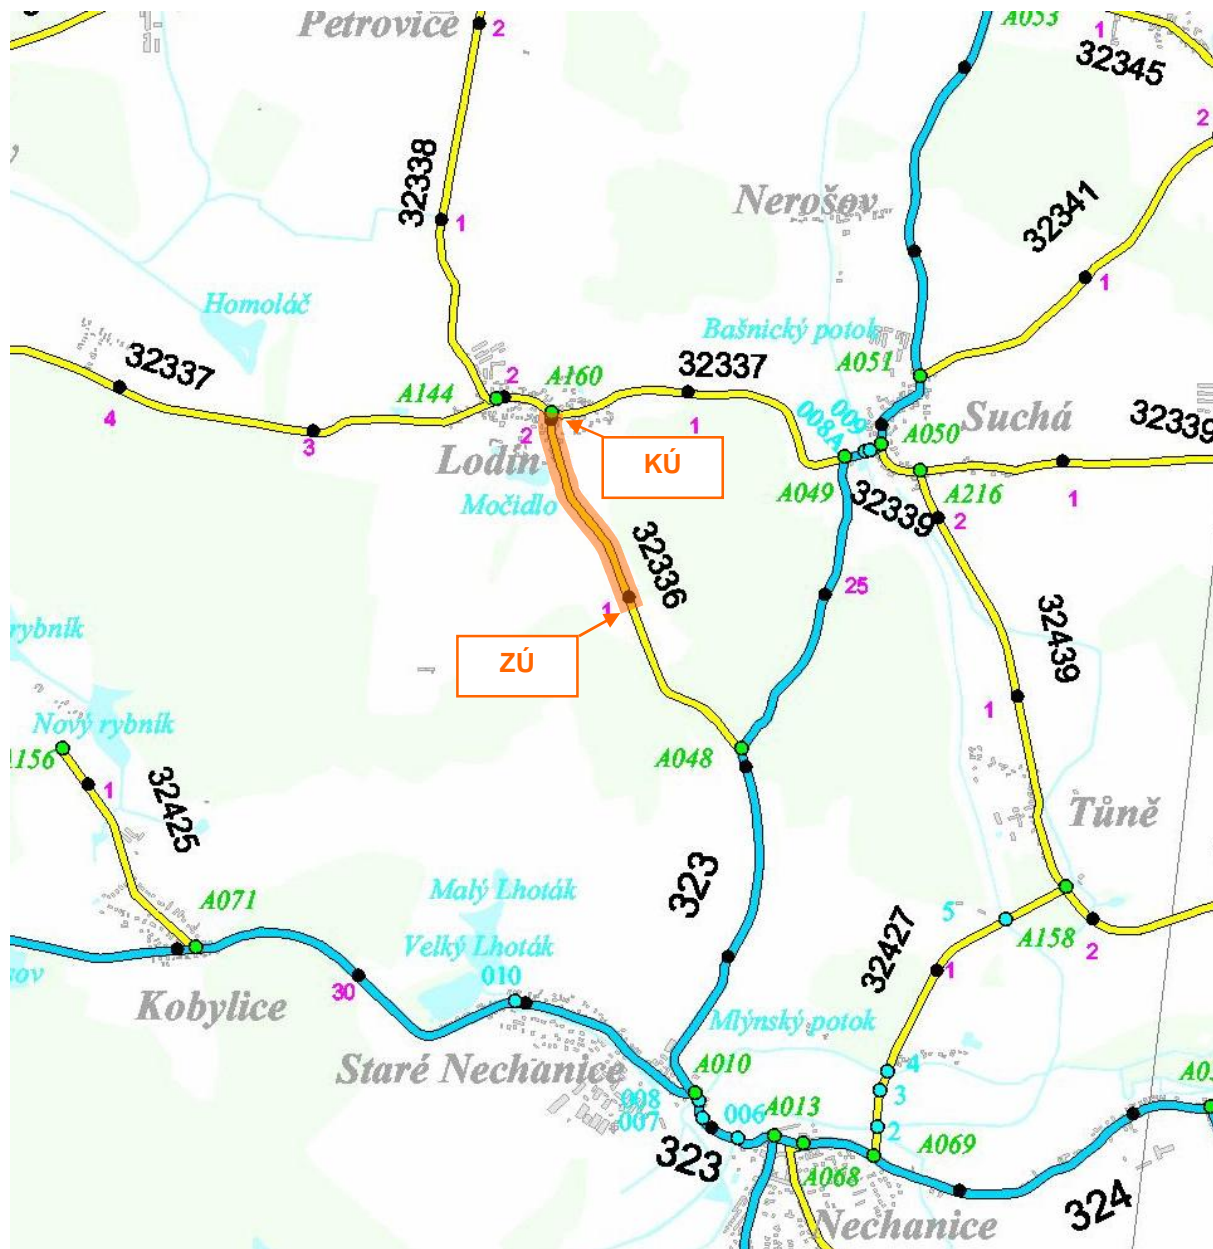 Petrovice
2
A053
1
32345
2
32338
1
Nerošov
32341
1
Homoláč
Bašnický potok
32337
4
3
A144
2
A160
2
32337
1
A051
009
008A
A050
Suchá
32339
A049
32339
A216
2
1
Lodín
KÚ
Močidlo
32336
1
25
ZÚ
32439
1
rybník
Nový rybník
A156
1
32425
A048
Tůně
323
A071
Malý Lhoták
Velký Lhoták
010
30
Kobylice
5
A158
2
32427
1
Mlýnský potok
Staré Nechanice
A010
4
3
008
007
006
A013
2
323
A068
A069
324
Nechanice